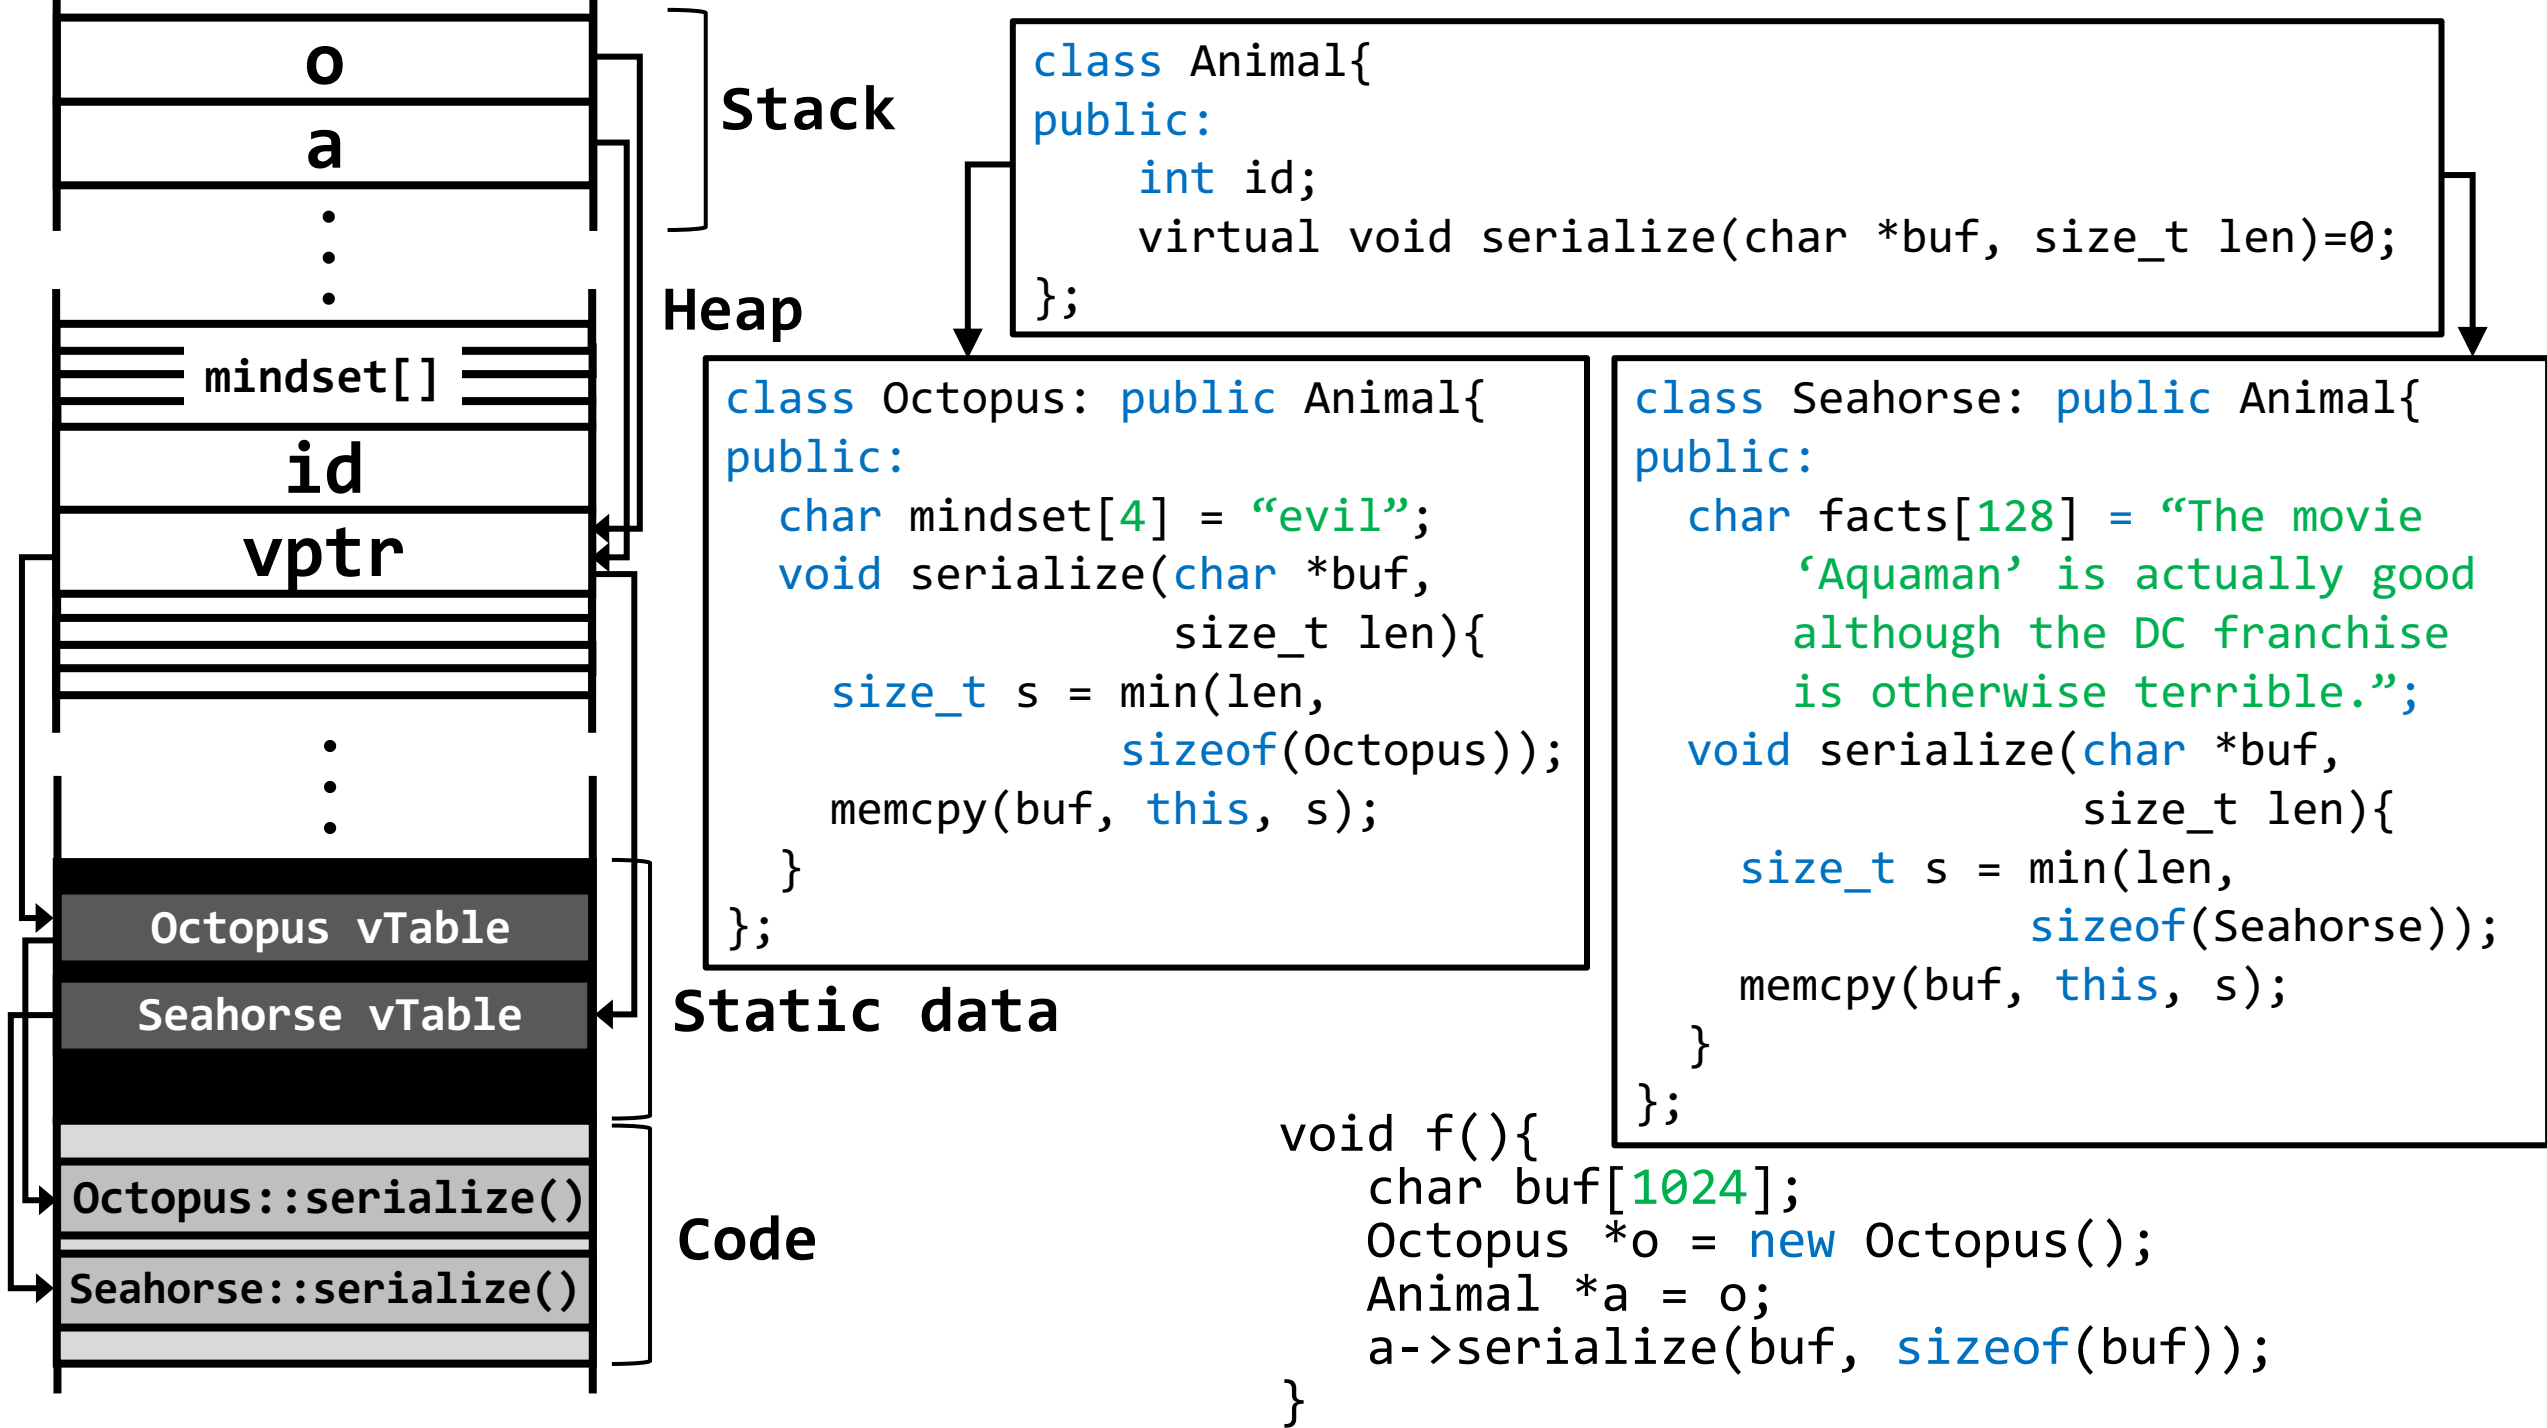 o
a
Stack
Heap
mindset[]
id
vptr
Octopus vTable
Seahorse vTable
Static data
Octopus::serialize()
Seahorse::serialize()
Code
class Animal{
public:
    int id;
    virtual void serialize(char *buf, size_t len)=0;
};
class Octopus: public Animal{
public:
  char mindset[4] = “evil”;
  void serialize(char *buf,
                 size_t len){
    size_t s = min(len,
               sizeof(Octopus));
    memcpy(buf, this, s);
  }
};
class Seahorse: public Animal{
public:
  char facts[128] = “The movie
      ‘Aquaman’ is actually good
      although the DC franchise
      is otherwise terrible.”;
  void serialize(char *buf,
                 size_t len){
    size_t s = min(len,
               sizeof(Seahorse));
    memcpy(buf, this, s);
  }
};
void f(){
   char buf[1024];
   Octopus *o = new Octopus();
   Animal *a = o;
   a->serialize(buf, sizeof(buf));
}